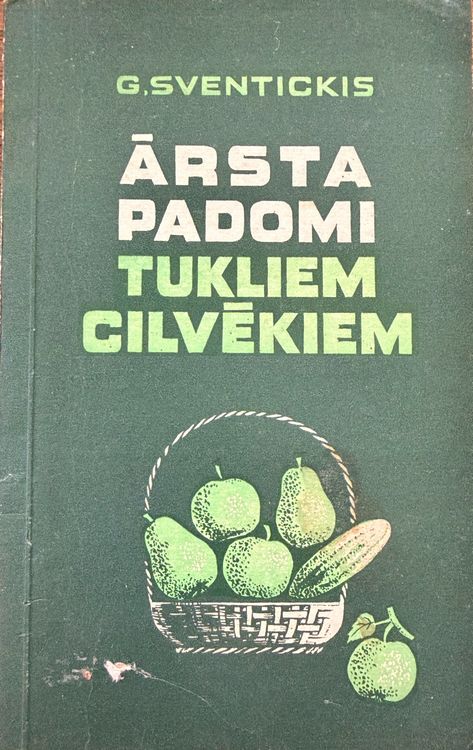 G. SVENTICKIS
ĀRSTA
PADOMI
TUKLIEM
CILVĒKIEM